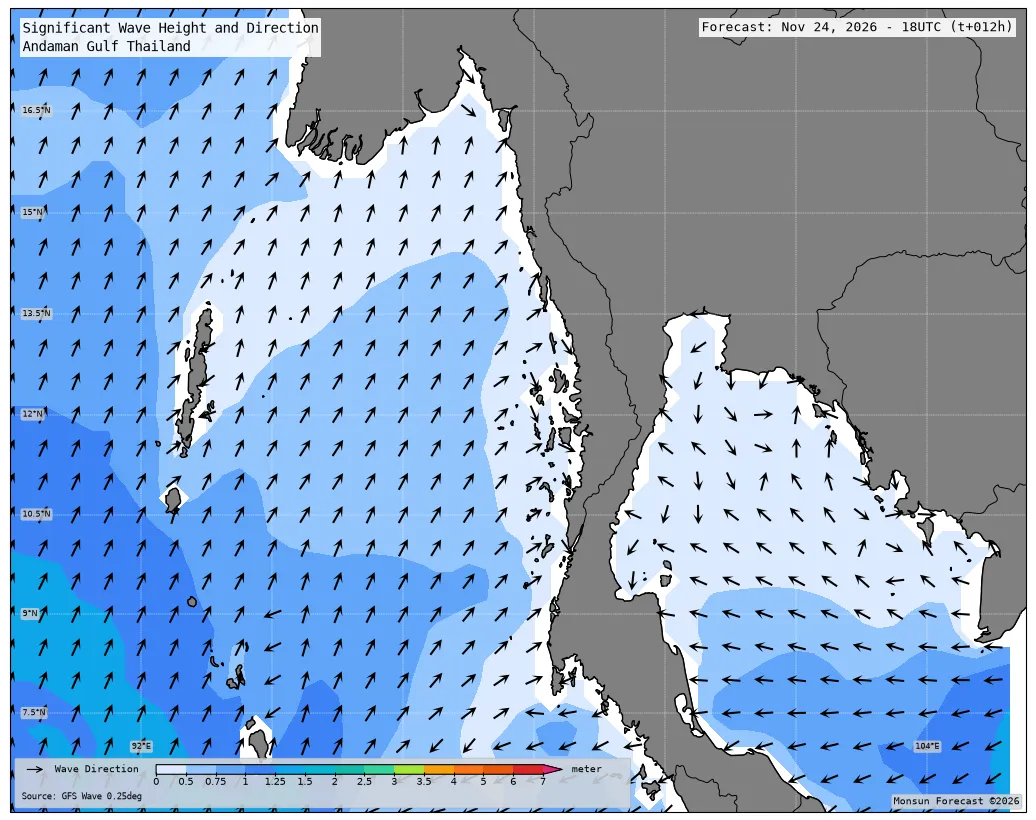 Significant Wave Height and Direction
Andaman Gulf Thailand
Forecast: Nov 24, 2026 - 18UTC (t+012h)
16.5°N
15°N
13.5°N
12°N
10.5°N
9°N
7.5°N
92°E
104°E
Wave Direction
meter
0 0.5 0.75 1 1.25 1.5 2 2.5 3 3.5 4 5 6 7
Source: GFS Wave 0.25deg
Monsun Forecast ©2026